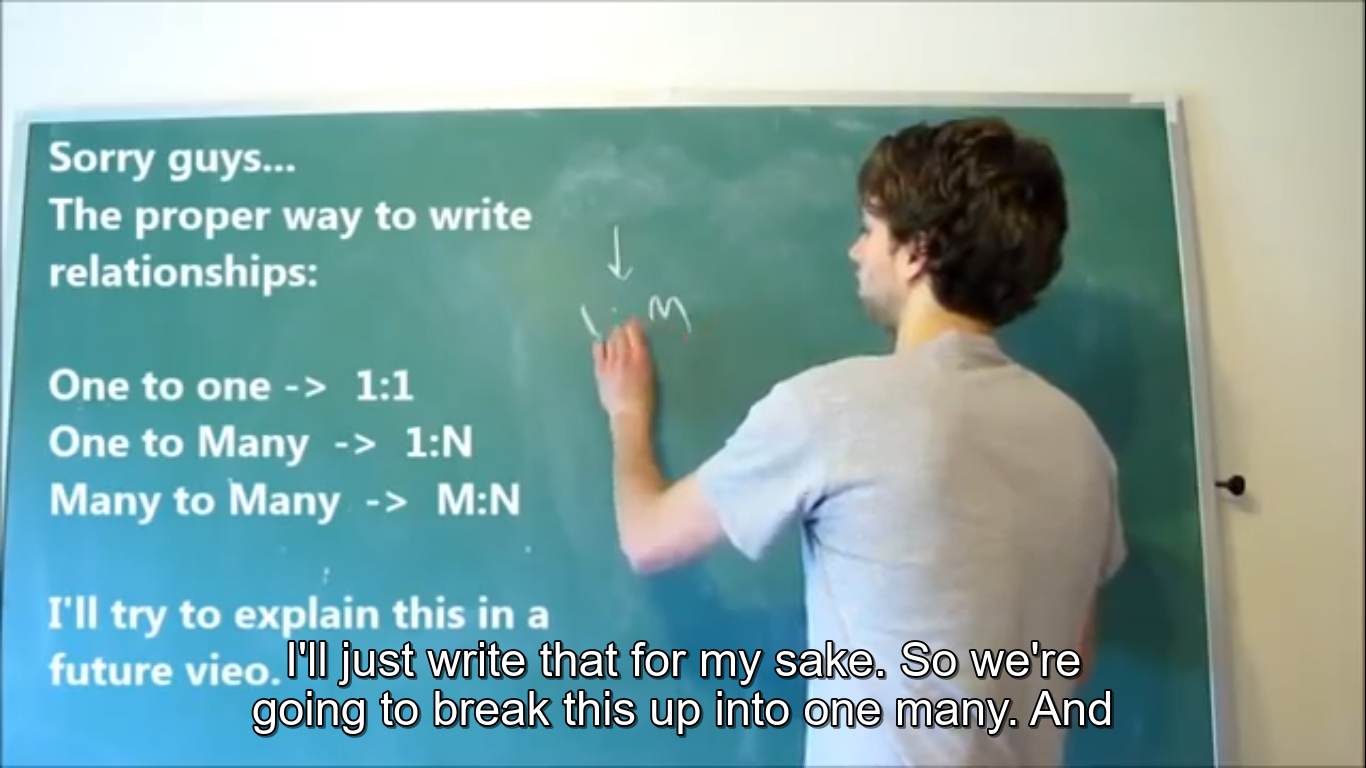 Sorry guys...
The proper way to write
relationships:
One to one -> 1:1
One to Many -> 1:N
Many to Many -> M:N
I'll try to explain this in a
future vieo.
1 : M
I'll just write that for my sake. So we're
going to break this up into one many. And